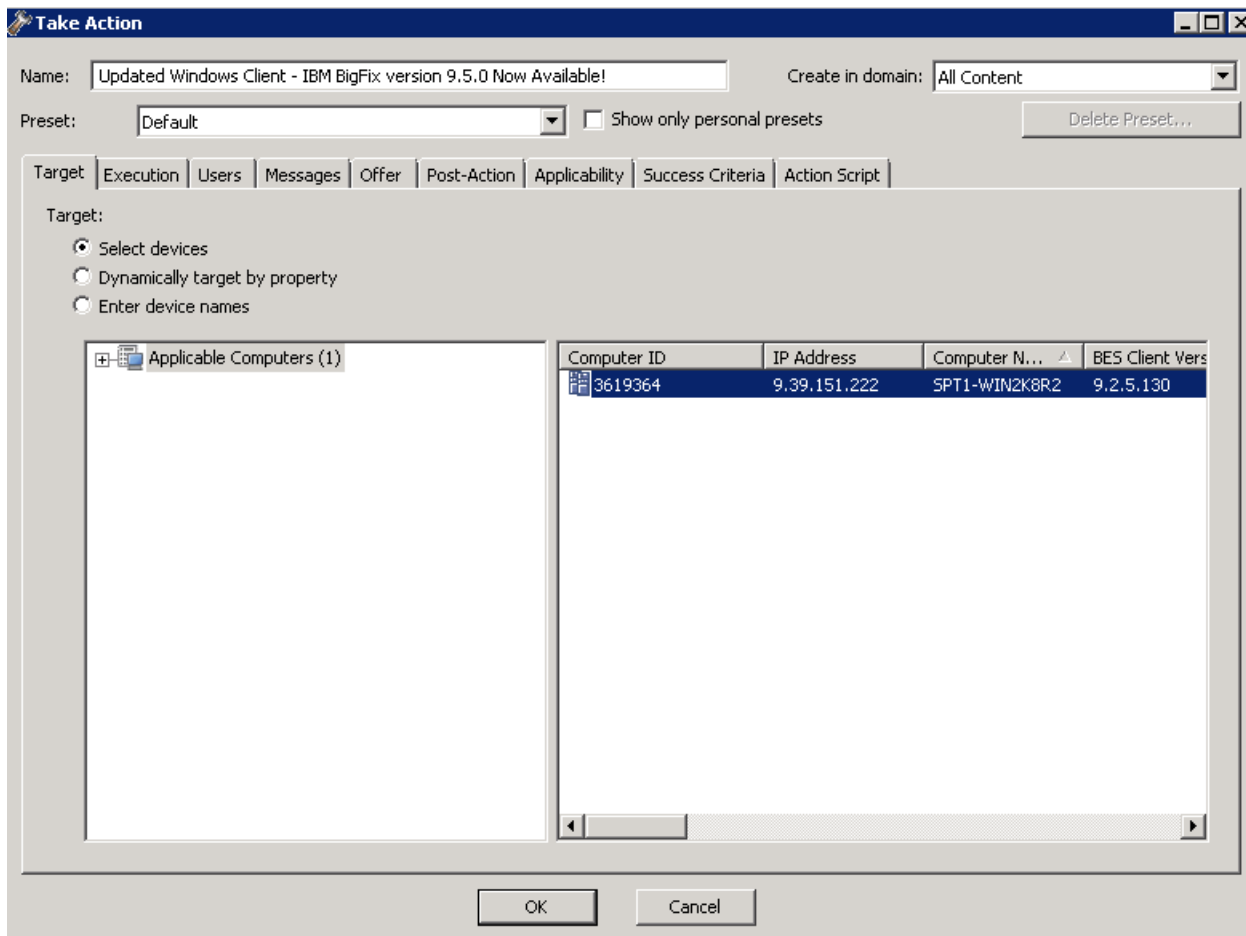 Take Action
Name: Updated Windows Client - IBM BigFix version 9.5.0 Now Available! Create in domain: All Content
Preset: Default Show only personal presets Delete Preset...
Target Execution Users Messages Offer Post-Action Applicability Success Criteria Action Script
Target:
Select devices
Dynamically target by property
Enter device names
Applicable Computers (1)
Computer ID IP Address Computer N... BES Client Vers
3619364 9.39.151.222 SPT1-WIN2K8R2 9.2.5.130
OK Cancel